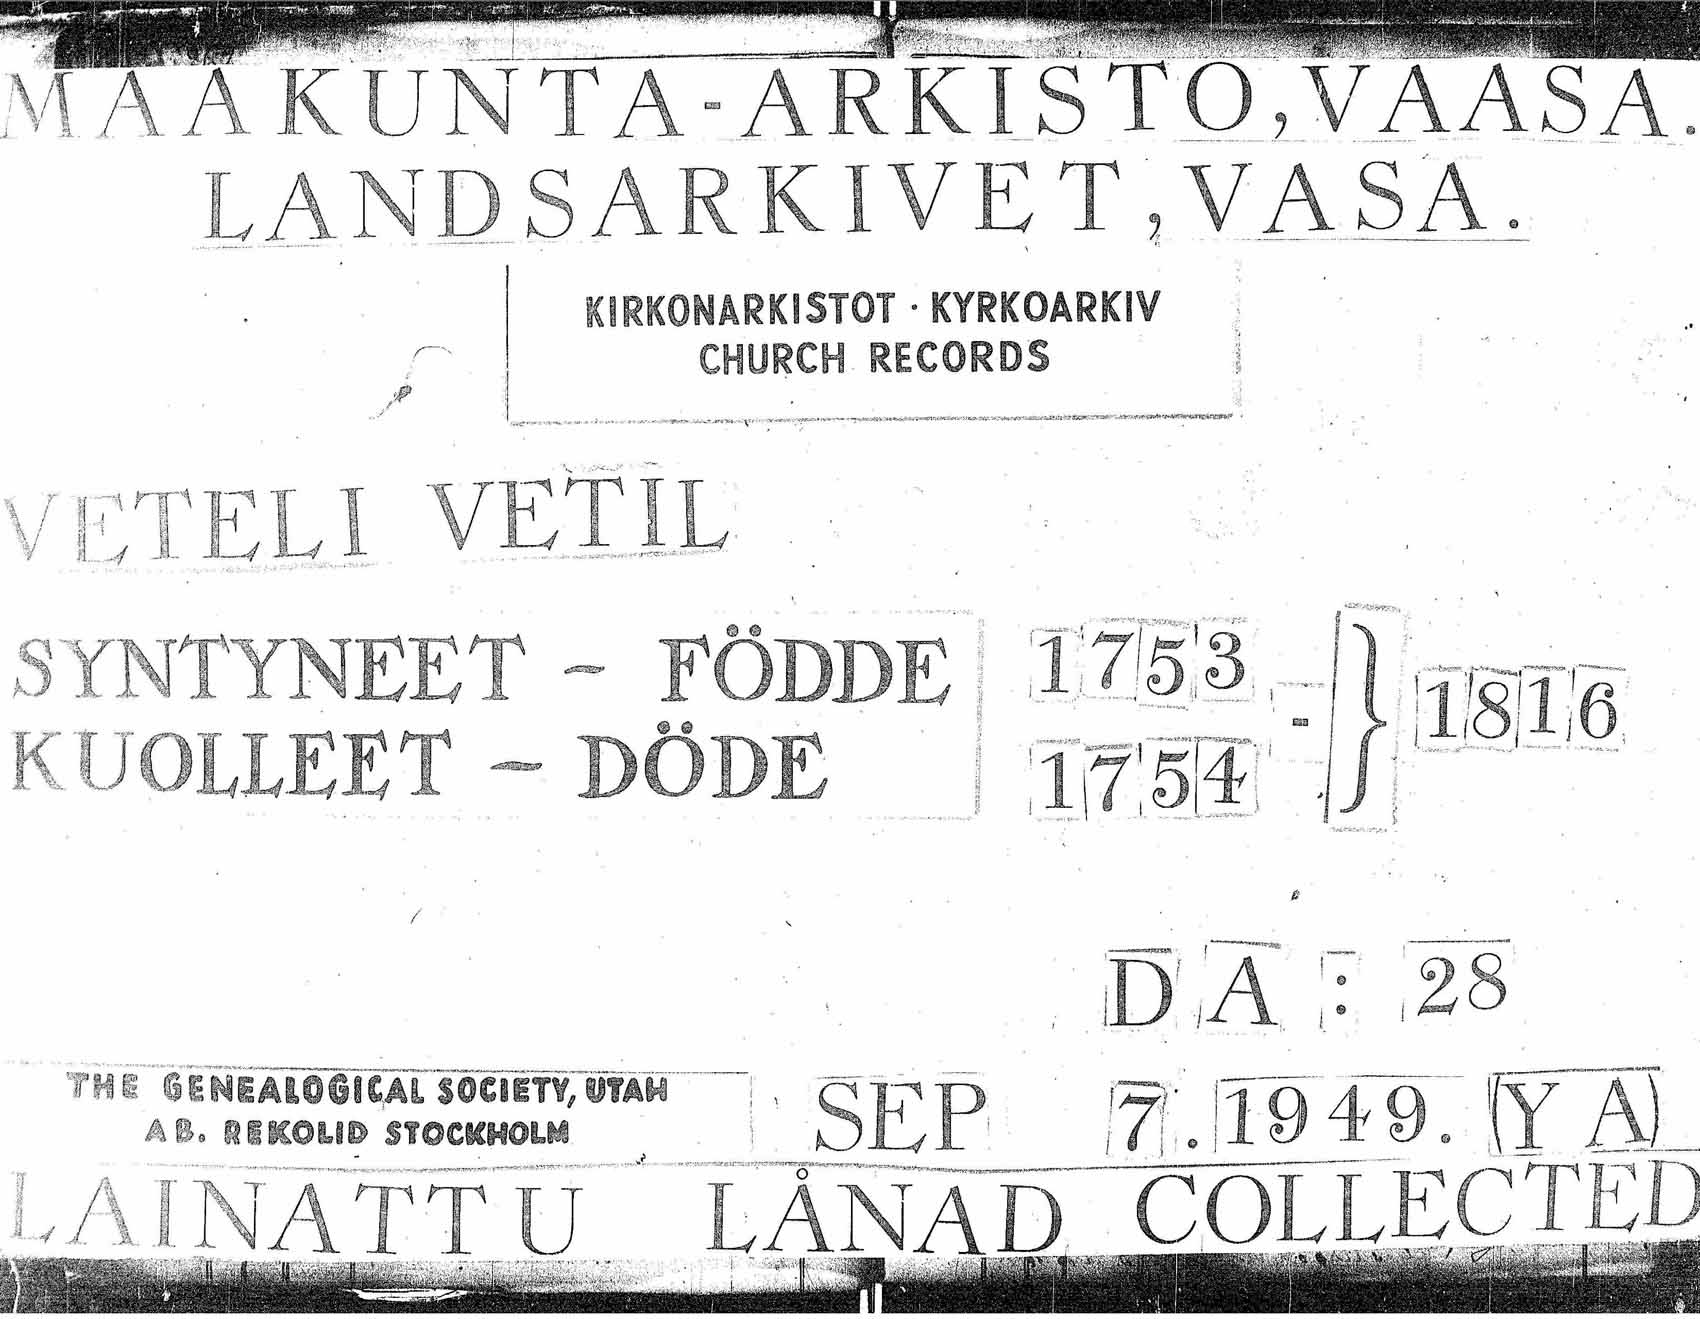 MAAKUNTA-ARKISTO, VAASA.
LANDSARKIVET, VASA.
KIRKONARKISTOT · KYRKOARKIV
CHURCH RECORDS
VETELI VETIL
SYNTYNEET – FÖDDE 1753
- } 1816
KUOLLEET – DÖDE 1754
DA : 28
THE GENEALOGICAL SOCIETY, UTAH
AB. REKOLID STOCKHOLM
SEP 7. 1949. (YA)
LAINATTU LÅNAD COLLECTED